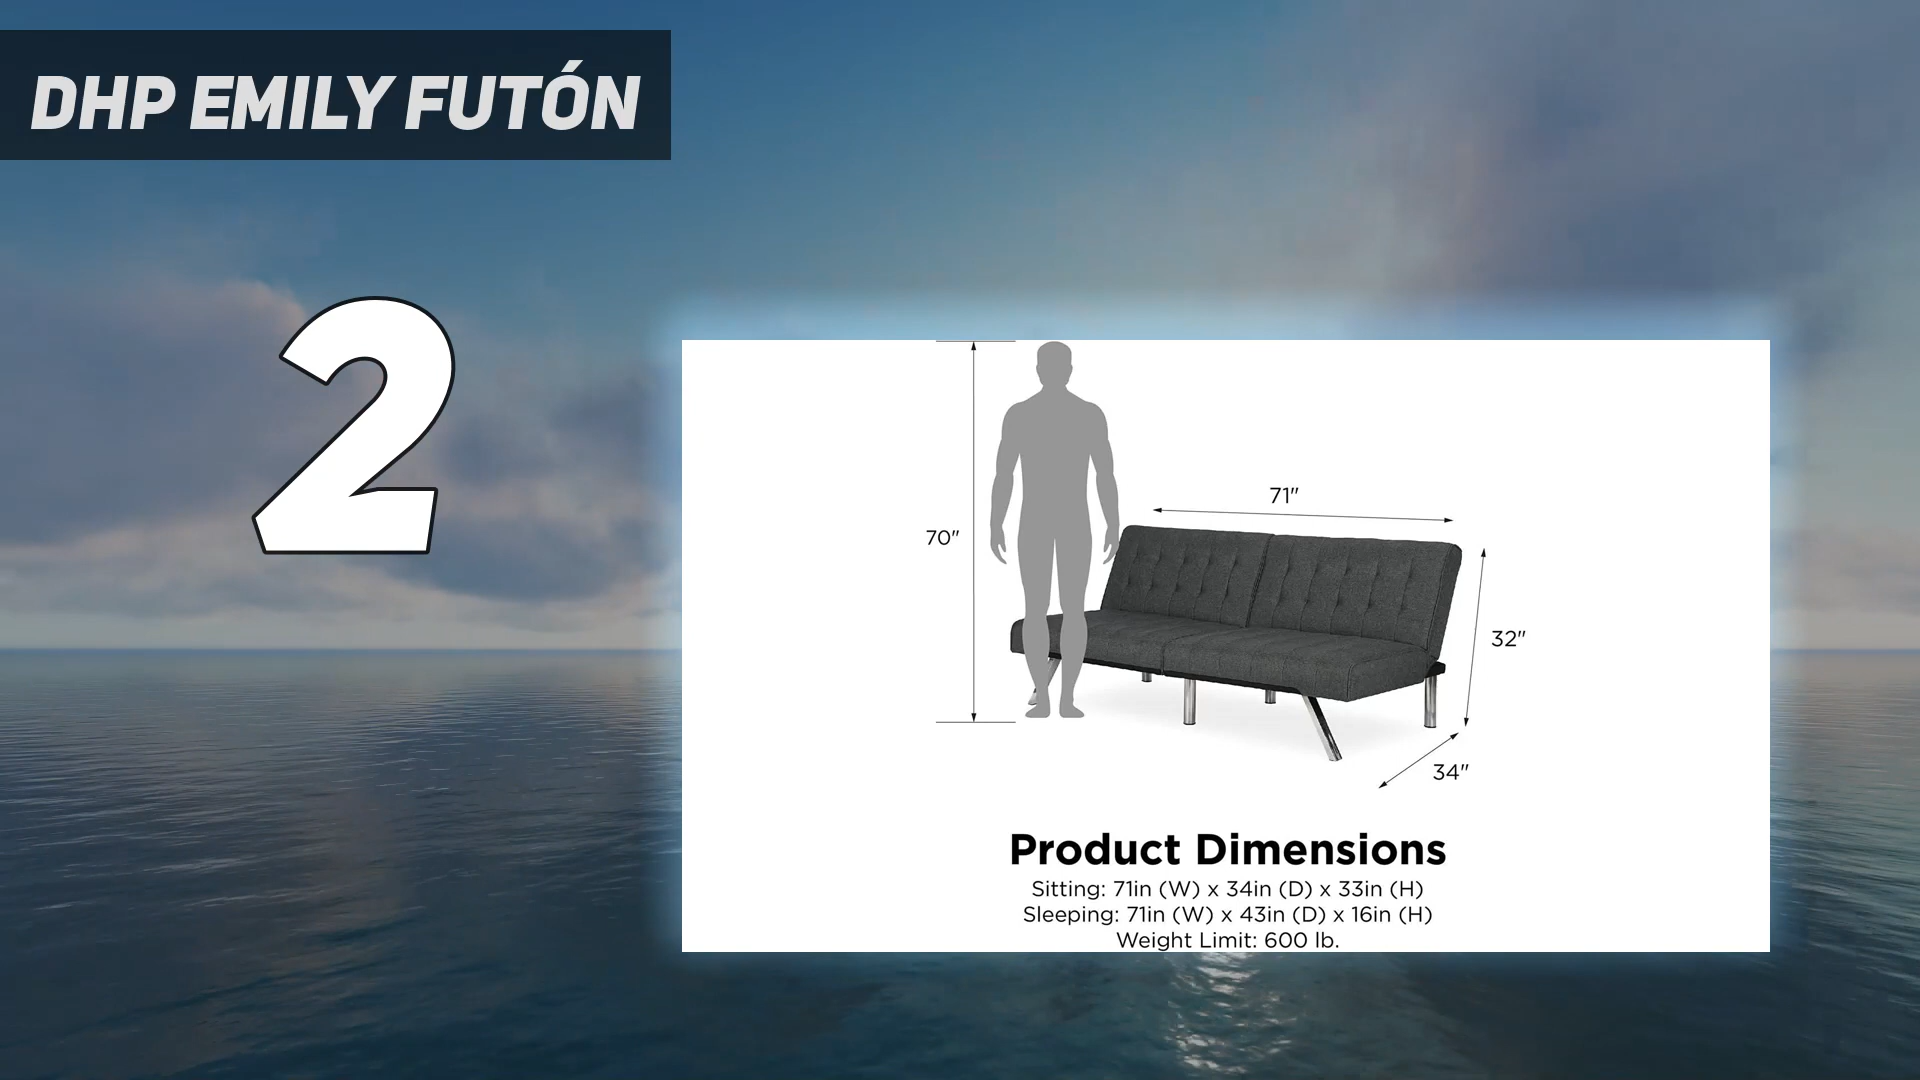 DHP EMILY FUTÓN
2
70"
71"
32"
34"
Product Dimensions
Sitting: 71in (W) x 34in (D) x 33in (H)
Sleeping: 71in (W) x 43in (D) x 16in (H)
Weight Limit: 600 lb.